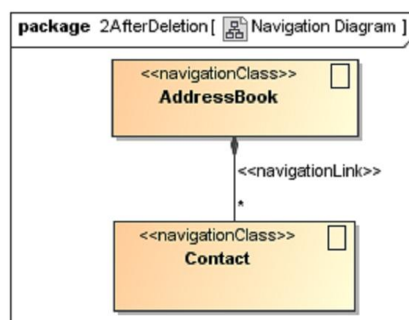 package 2AfterDeletion [ Navigation Diagram ]
<<navigationClass>>
AddressBook
<<navigationLink>>
*
<<navigationClass>>
Contact